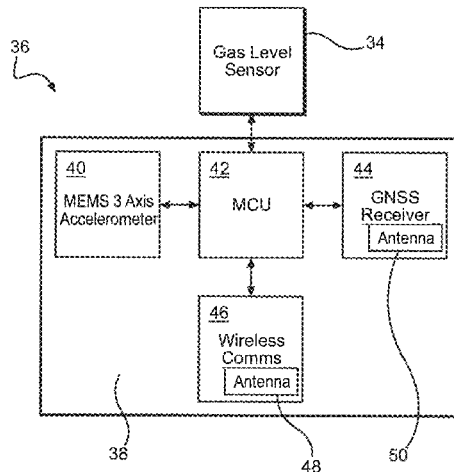 36
Gas Level
Sensor
34
40
MEMS 3 Axis
Accelerometer
42
MCU
44
GNSS
Receiver
Antenna
46
Wireless
Comms
Antenna
38
48
50